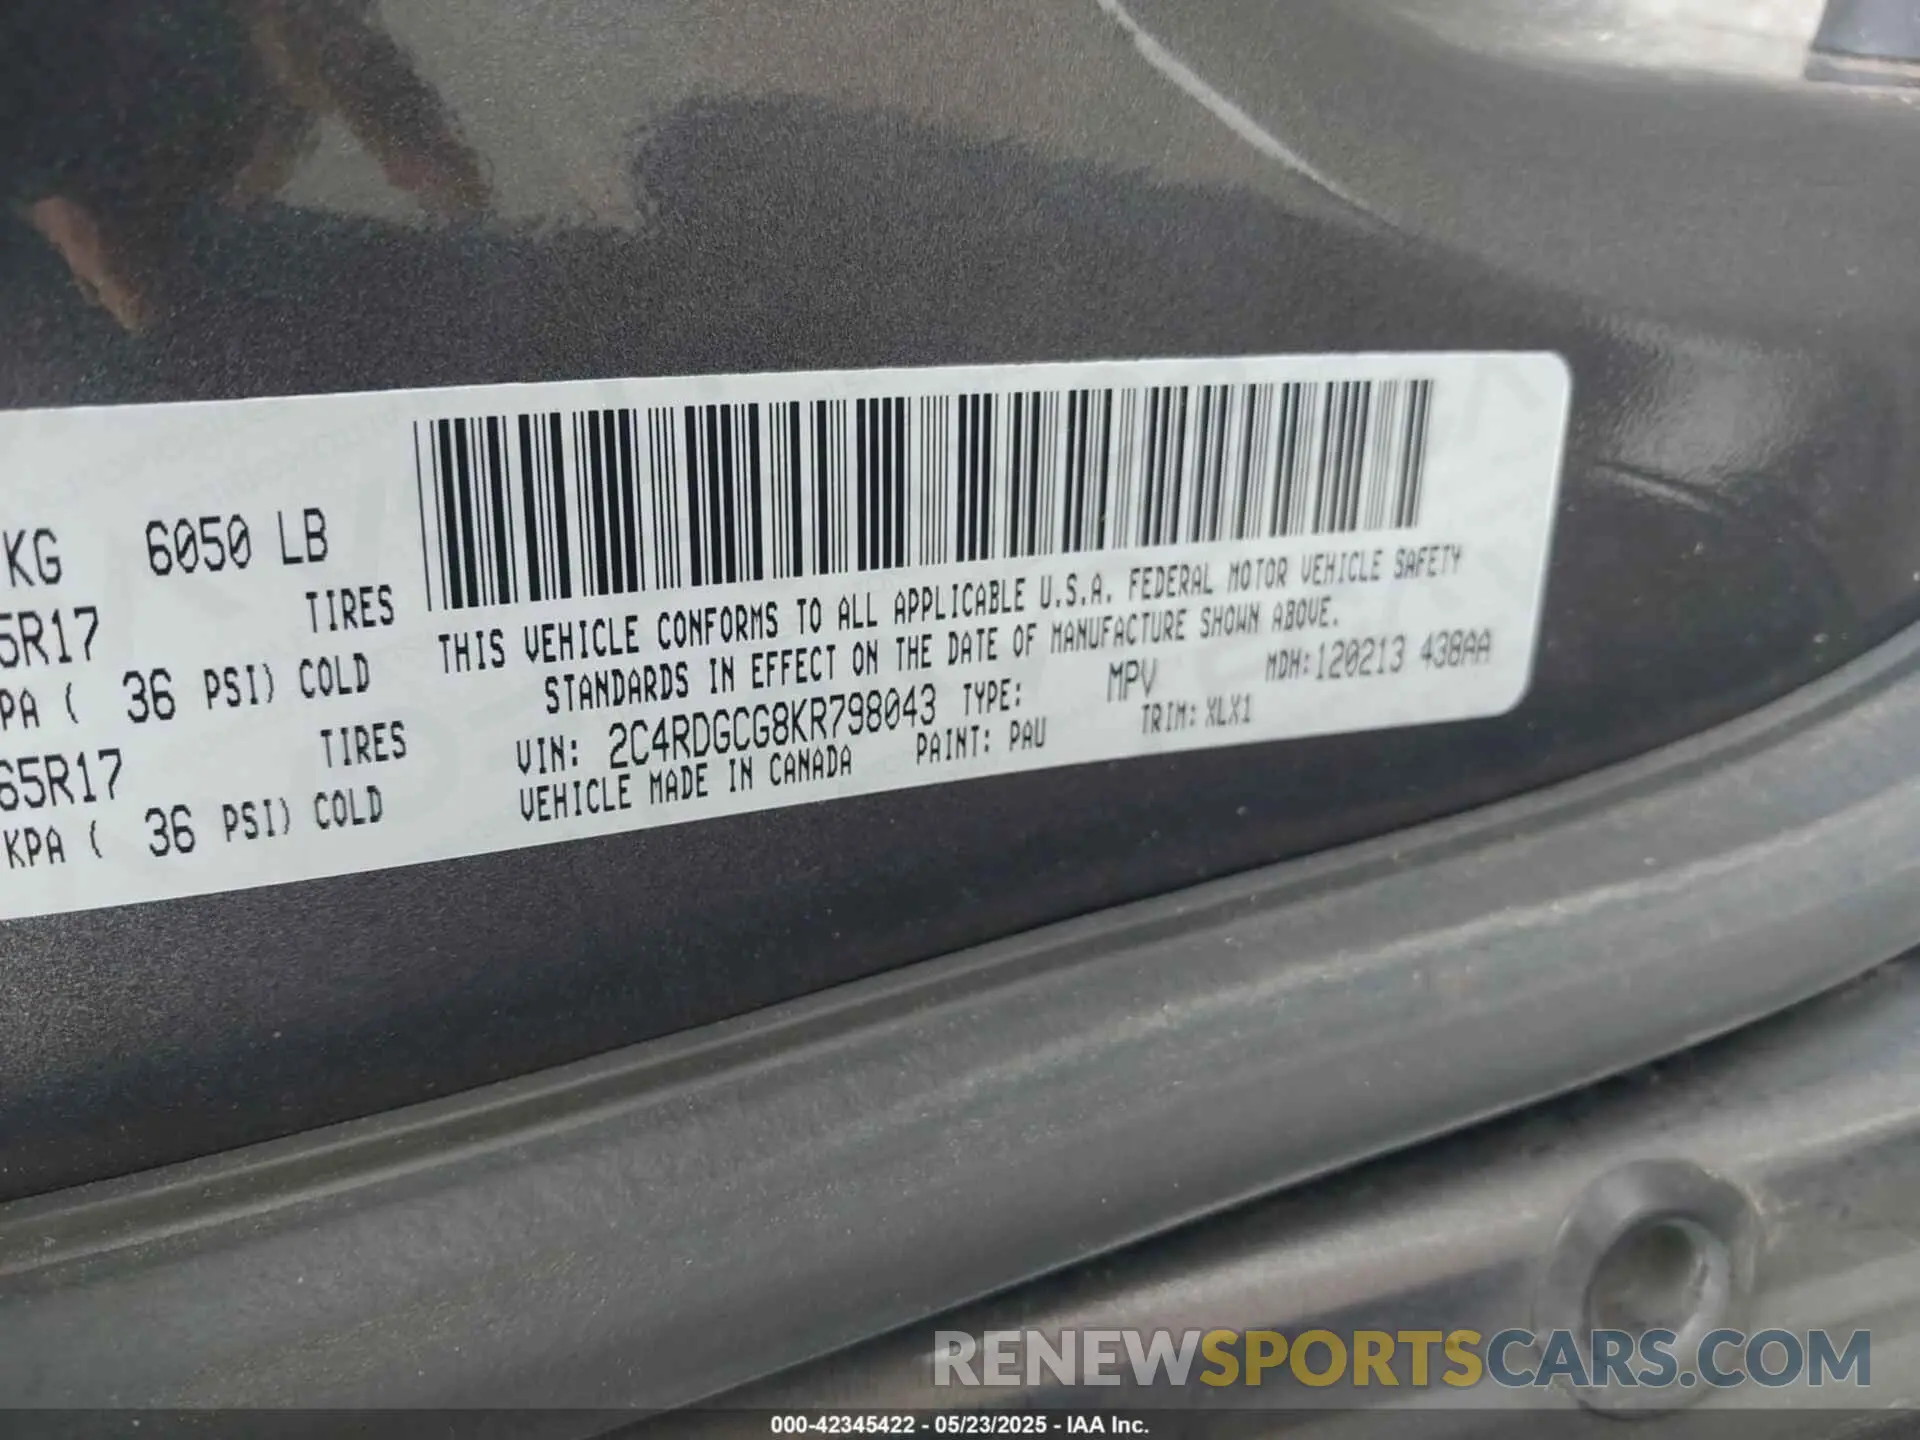 KG 6050 LB
5R17 TIRES
PA ( 36 PSI) COLD
65R17 TIRES
KPA ( 36 PSI) COLD
THIS VEHICLE CONFORMS TO ALL APPLICABLE U.S.A. FEDERAL MOTOR VEHICLE SAFETY
STANDARDS IN EFFECT ON THE DATE OF MANUFACTURE SHOWN ABOVE.
VIN: 2C4RDGCG8KR798043 TYPE: MPV MDH:120213 438AA
VEHICLE MADE IN CANADA PAINT: PAU TRIM: XLX1
RENEWSPORTSCARS.COM
000-42345422 - 05/23/2025 - IAA Inc.